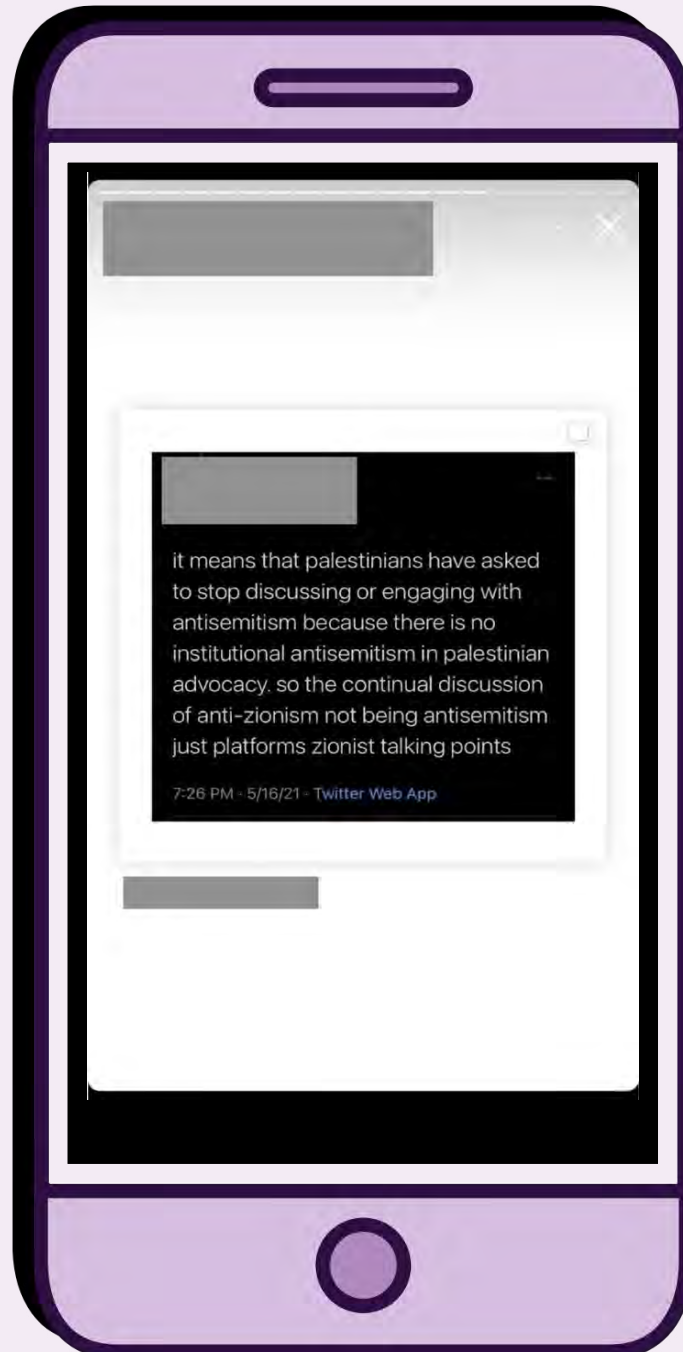 it means that palestinians have asked
to stop discussing or engaging with
antisemitism because there is no
institutional antisemitism in palestinian
advocacy. so the continual discussion
of anti-zionism not being antisemitism
just platforms zionist talking points
7:26 PM · 5/16/21 · Twitter Web App